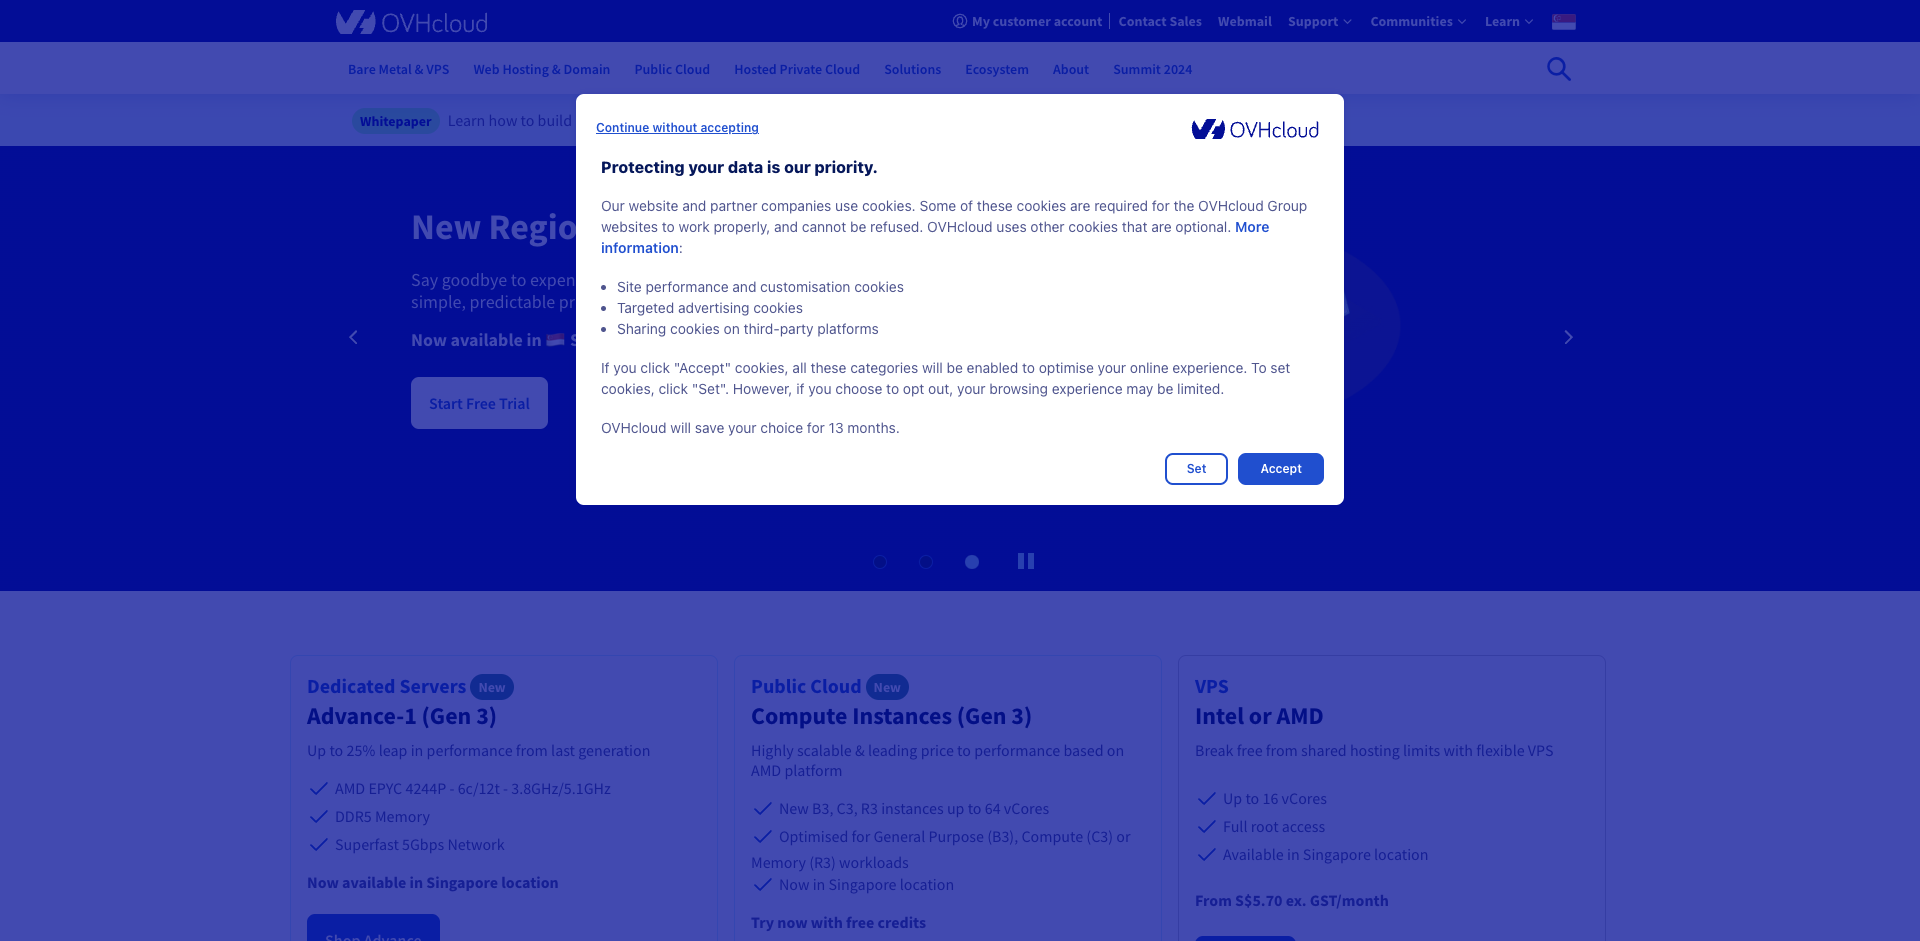 OVHcloud
My customer account
Contact Sales
Webmail
Support
Communities
Learn
Bare Metal & VPS
Web Hosting & Domain
Public Cloud
Hosted Private Cloud
Solutions
Ecosystem
About
Summit 2024
Whitepaper
Learn how to build
Continue without accepting
OVHcloud
Protecting your data is our priority.
Our website and partner companies use cookies. Some of these cookies are required for the OVHcloud Group
websites to work properly, and cannot be refused. OVHcloud uses other cookies that are optional. More
information:
Site performance and customisation cookies
Targeted advertising cookies
Sharing cookies on third-party platforms
If you click "Accept" cookies, all these categories will be enabled to optimise your online experience. To set
cookies, click "Set". However, if you choose to opt out, your browsing experience may be limited.
OVHcloud will save your choice for 13 months.
Set
Accept
New Regio
Say goodbye to expen
simple, predictable pr
Now available in
Start Free Trial
Dedicated Servers New
Advance-1 (Gen 3)
Up to 25% leap in performance from last generation
AMD EPYC 4244P - 6c/12t - 3.8GHz/5.1GHz
DDR5 Memory
Superfast 5Gbps Network
Now available in Singapore location
Shop Advance
Public Cloud New
Compute Instances (Gen 3)
Highly scalable & leading price to performance based on
AMD platform
New B3, C3, R3 instances up to 64 vCores
Optimised for General Purpose (B3), Compute (C3) or
Memory (R3) workloads
Now in Singapore location
Try now with free credits
VPS
Intel or AMD
Break free from shared hosting limits with flexible VPS
Up to 16 vCores
Full root access
Available in Singapore location
From S$5.70 ex. GST/month